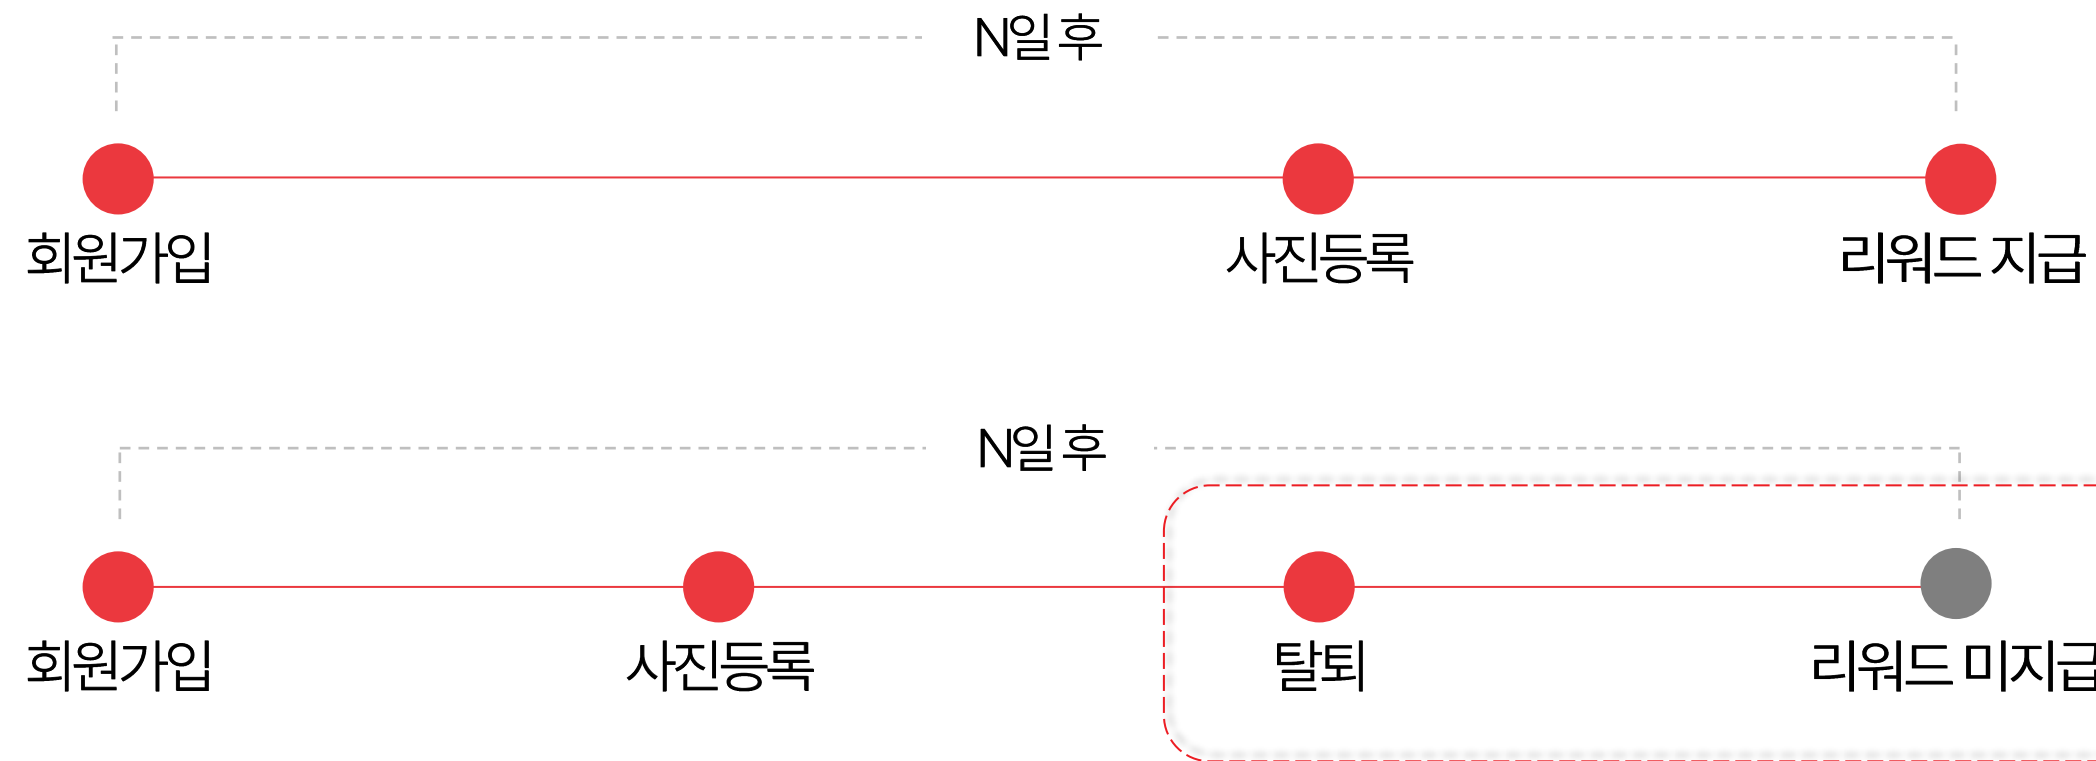 N일 후
회원가입
사진등록
리워드 지급
N일 후
회원가입
사진등록
탈퇴
리워드 미지급